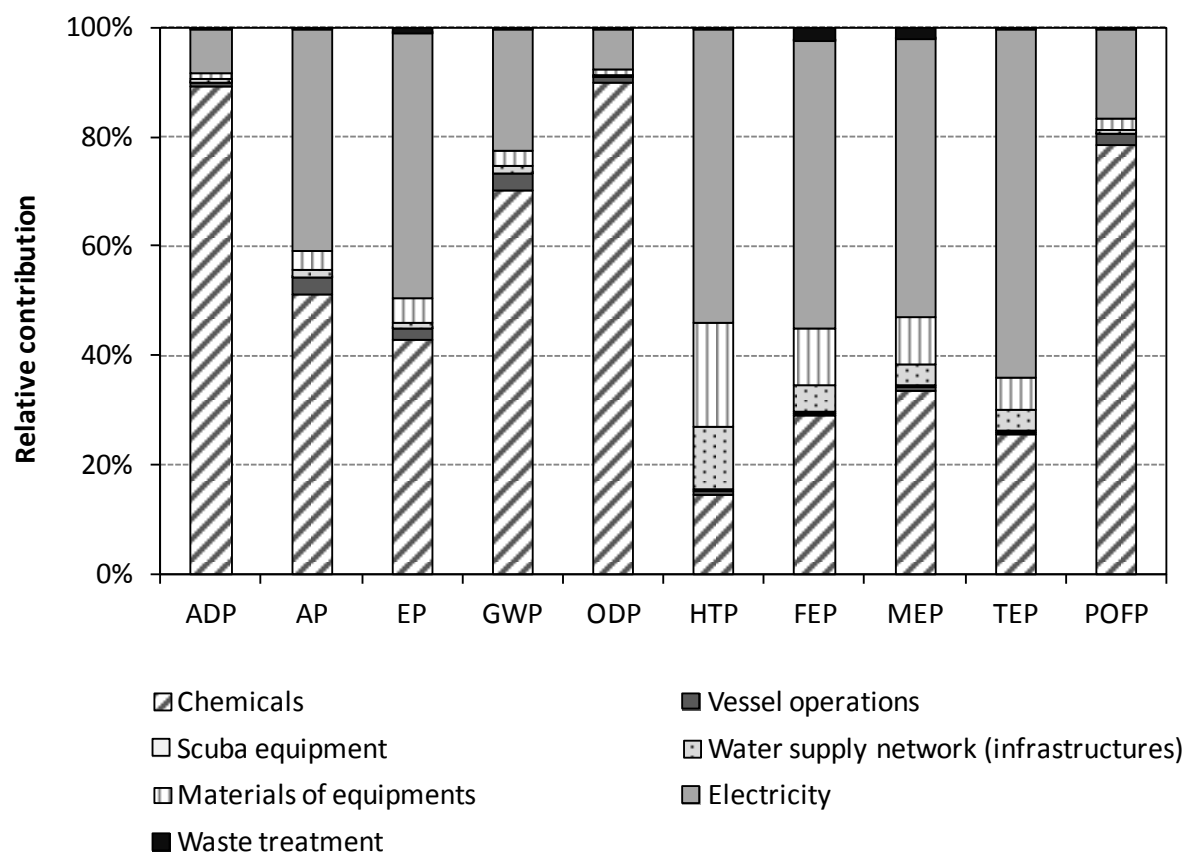 100%
80%
60%
40%
20%
0%
Relative contribution
ADP AP EP GWP ODP HTP FEP MEP TEP POFP
Chemicals Vessel operations
Scuba equipment Water supply network (infrastructures)
Materials of equipments Electricity
Waste treatment